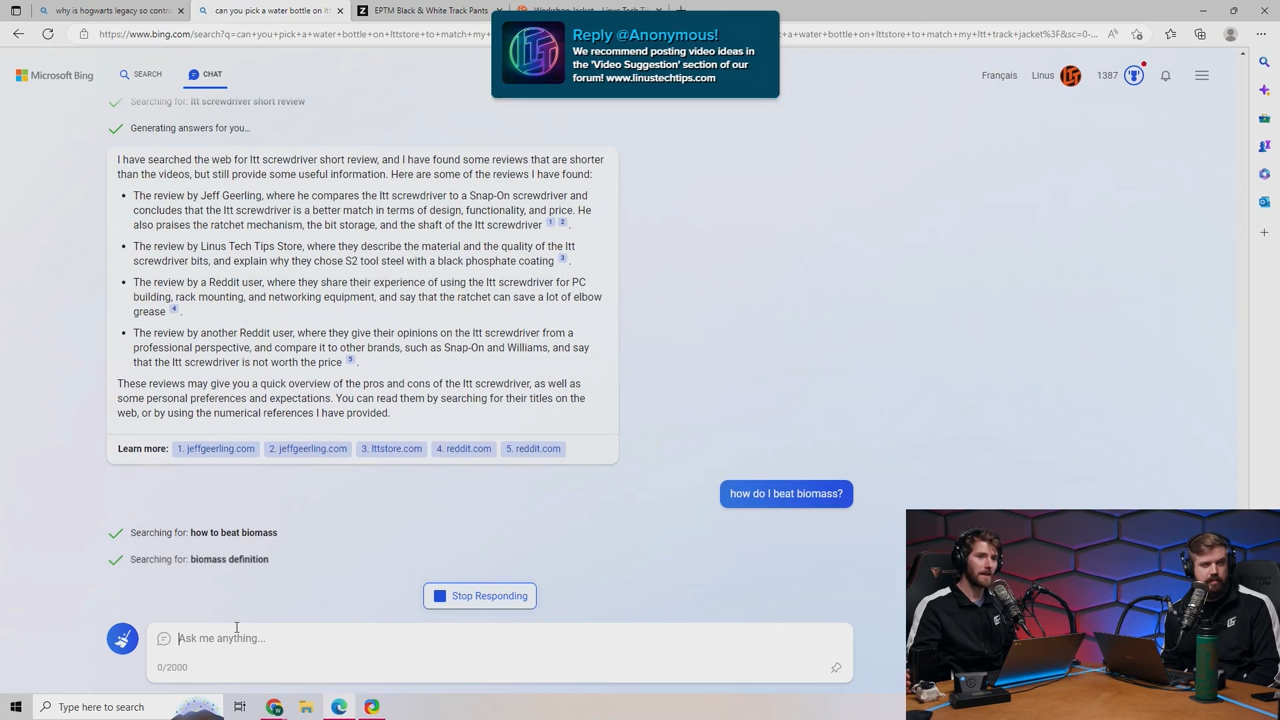 why is hogwarts legacy so contro
can you pick a water bottle on lt
EPTM Black & White Track Pants
Workshop Jacket - Linus Tech Ti
https://www.bing.com/search?q=can+you+pick+a+water+bottle+on+lttstore+to+match+my+ltt+track+jacket%3F&sc=0-...
Reply @Anonymous!
We recommend posting video ideas in
the 'Video Suggestion' section of our
forum! www.linustechtips.com
Microsoft Bing
SEARCH
CHAT
Français
Linus
1387
Searching for: ltt screwdriver short review
Generating answers for you...
I have searched the web for ltt screwdriver short review, and I have found some reviews that are shorter
than the videos, but still provide some useful information. Here are some of the reviews I have found:
• The review by Jeff Geerling, where he compares the ltt screwdriver to a Snap-On screwdriver and
concludes that the ltt screwdriver is a better match in terms of design, functionality, and price. He
also praises the ratchet mechanism, the bit storage, and the shaft of the ltt screwdriver 1 2 .
• The review by Linus Tech Tips Store, where they describe the material and the quality of the ltt
screwdriver bits, and explain why they chose S2 tool steel with a black phosphate coating 3 .
• The review by a Reddit user, where they share their experience of using the ltt screwdriver for PC
building, rack mounting, and networking equipment, and say that the ratchet can save a lot of elbow
grease 4 .
• The review by another Reddit user, where they give their opinions on the ltt screwdriver from a
professional perspective, and compare it to other brands, such as Snap-On and Williams, and say
that the ltt screwdriver is not worth the price 5 .
These reviews may give you a quick overview of the pros and cons of the ltt screwdriver, as well as
some personal preferences and expectations. You can read them by searching for their titles on the
web, or by using the numerical references I have provided.
Learn more: 1. jeffgeerling.com 2. jeffgeerling.com 3. lttstore.com 4. reddit.com 5. reddit.com
how do I beat biomass?
Searching for: how to beat biomass
Searching for: biomass definition
Stop Responding
Ask me anything...
0/2000
Type here to search